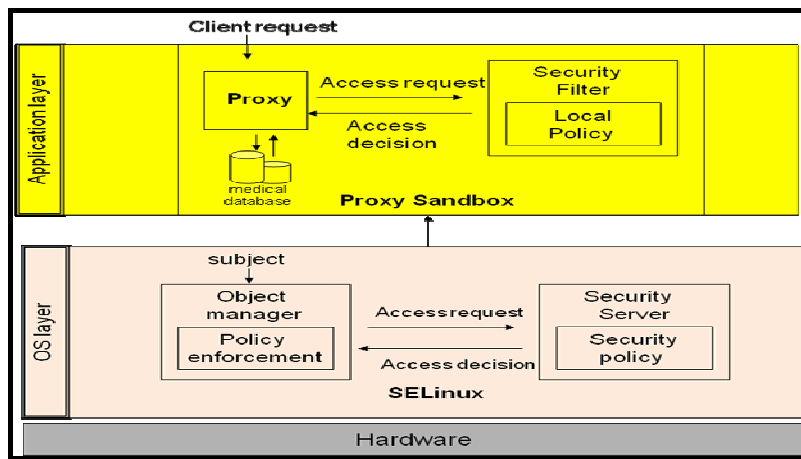 Client request
Application layer
Proxy
Access request
Access
decision
Security
Filter
Local
Policy
medical
database
Proxy Sandbox
OS layer
subject
Object
manager
Policy
enforcement
Access request
Access decision
Security
Server
Security
policy
SELinux
Hardware